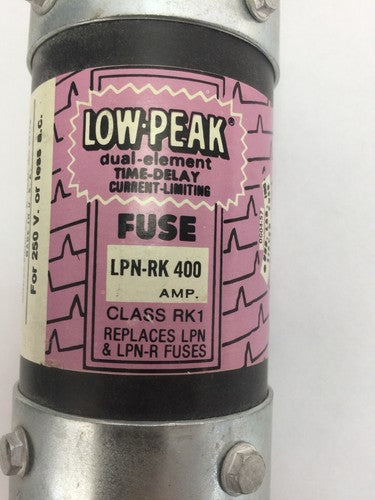 LOW-PEAK®
dual-element
TIME-DELAY
CURRENT-LIMITING
FUSE
LPN-RK 400
AMP.
CLASS RK1
REPLACES LPN
& LPN-R FUSES
For 250 V. or less a.c.